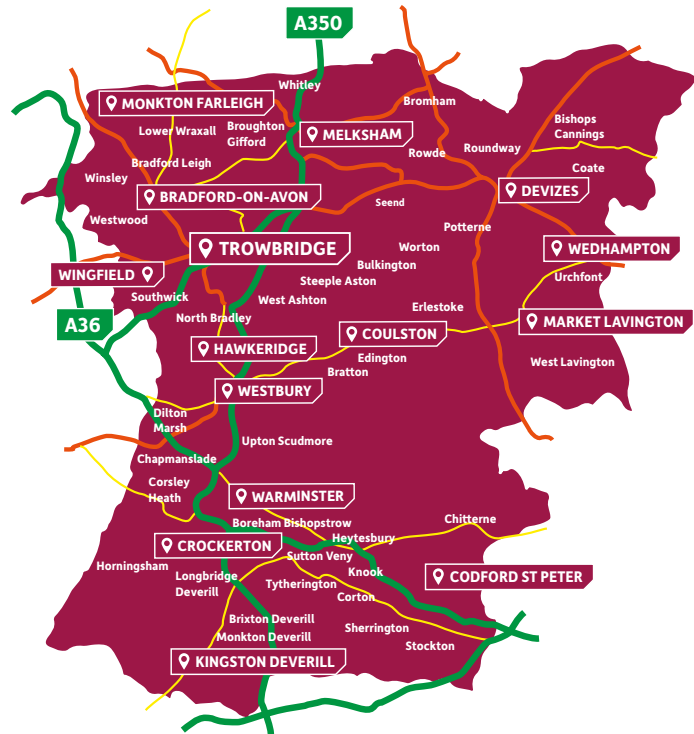 A350
Whitley
MONKTON FARLEIGH
Bromham
Lower Wraxall
Broughton
Gifford
MELKSHAM
Bishops
Cannings
Bradford Leigh
Rowde
Roundway
Winsley
Coate
BRADFORD-ON-AVON
Seend
DEVIZES
Westwood
Potterne
TROWBRIDGE
Worton
WEDHAMPTON
WINGFIELD
Bulkington
Steeple Aston
Urchfont
Southwick
West Ashton
Erlestoke
North Bradley
A36
COULSTON
MARKET LAVINGTON
HAWKERIDGE
Edington
Bratton
West Lavington
WESTBURY
Dilton
Marsh
Upton Scudmore
Chapmanslade
Corsley
Heath
WARMINSTER
Boreham
Bishopstrow
Chitterne
Heytesbury
CROCKERTON
Sutton Veny
Horningsham
Knook
Longbridge
Deverill
Tytherington
CODFORD ST PETER
Corton
Brixton Deverill
Sherrington
Monkton Deverill
Stockton
KINGSTON DEVERILL